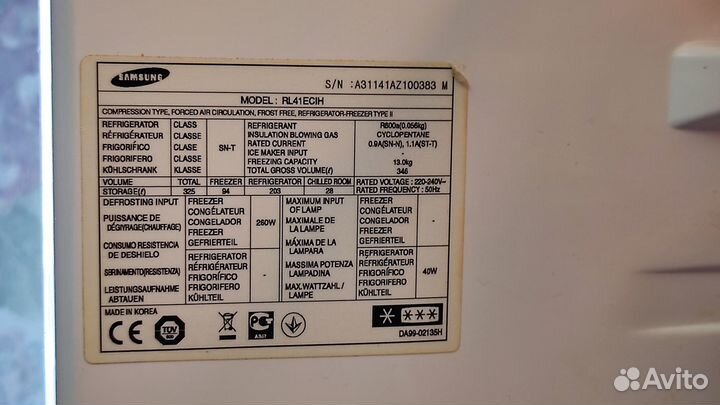 SAMSUNG
S/N :A31141AZ100383 M
MODEL: RL41ECIH
COMPRESSION TYPE, FORCED AIR CIRCULATION, FROST FREE, REFRIGERATOR-FREEZER TYPE II
REFRIGERATOR CLASS
RÉFRIGÉRATEUR CLASSE
FRIGORÍFICO CLASE
FRIGORIFERO CLASSE
KÜHLSCHRANK KLASSE
SN-T
REFRIGERANT R600a(0.056kg)
INSULATION BLOWING GAS CYCLOPENTANE
RATED CURRENT 0.9A(SN-N), 1.1A(ST-T)
ICE MAKER INPUT
FREEZING CAPACITY 13.0kg
TOTAL GROSS VOLUME(ℓ) 346
VOLUME TOTAL FREEZER REFRIGERATOR CHILLED ROOM RATED VOLTAGE : 220-240V~
STORAGE(ℓ) 325 94 203 28 RATED FREQUENCY : 50Hz
DEFROSTING INPUT
PUISSANCE DE
DÉGIVRAGE(CHAUFFAGE)
CONSUMO RESISTENCIA
DE DESHIELO
SBRINAMENTO(RESISTENZA)
LEISTUNGSAUFNAHME
ABTAUEN
FREEZER
CONGÉLATEUR
CONGELADOR
FREEZER
GEFRIERTEIL
260W
REFRIGERATOR
RÉFRIGÉRATEUR
FRIGORÍFICO
FRIGORIFERO
KÜHLTEIL
-
MAXIMUM INPUT
OF LAMP
MAXIMALE DE
LA LAMPE
MÁXIMA DE LA
LAMPARA
MASSIMA POTENZA
LAMPADINA
MAX.WATTZAHL /
LAMPE
FREEZER
CONGÉLATEUR
CONGELADOR
FREEZER
GEFRIERTEIL
-
REFRIGERATOR
RÉFRIGÉRATEUR
FRIGORÍFICO
FRIGORIFERO
KÜHLTEIL
40W
MADE IN KOREA
CE
TÜV
PC
DA99-02135H
Avito